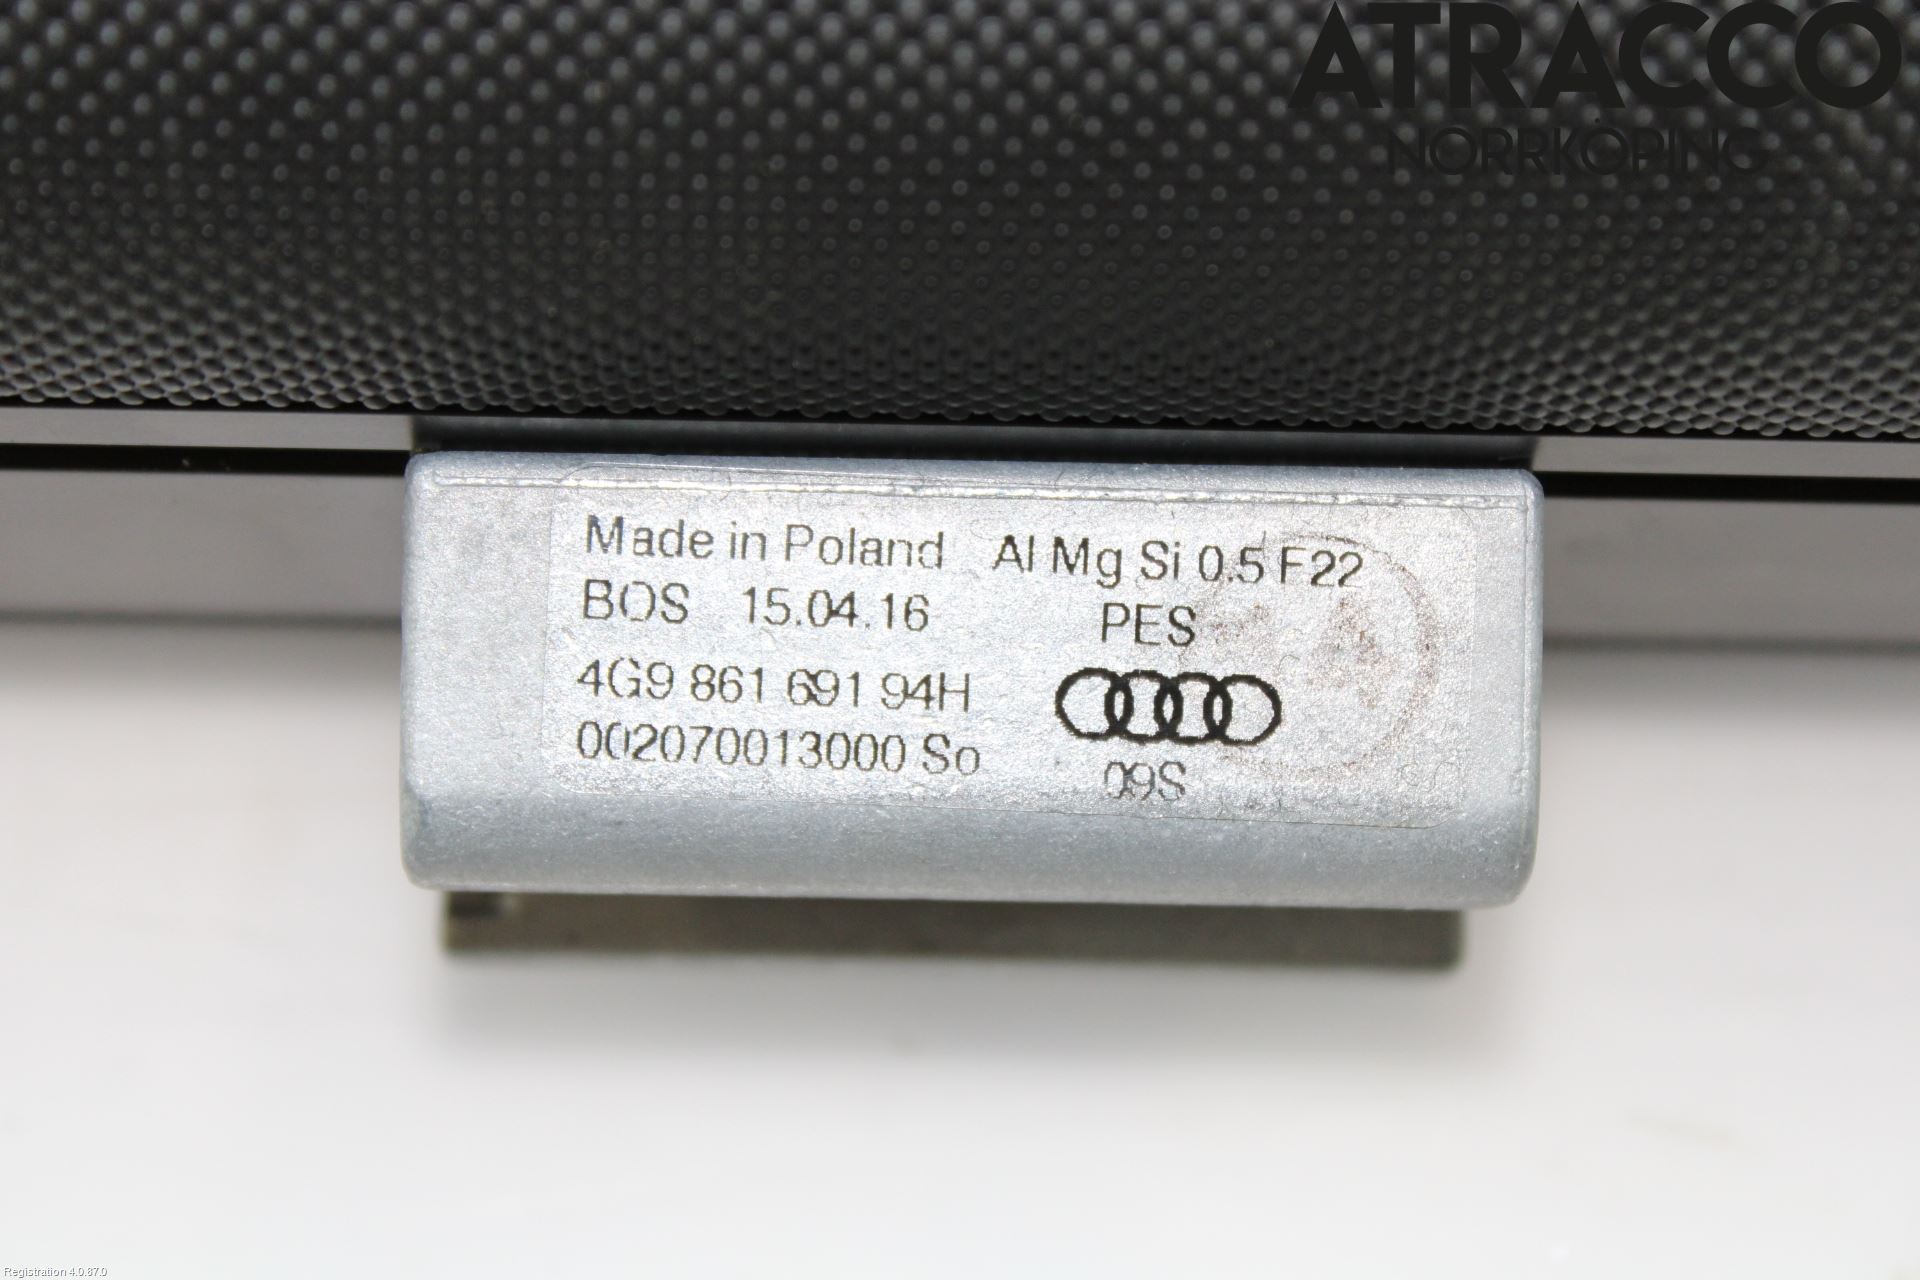 ATRACCO
NORRKÖPING
Made in Poland Al Mg Si 0.5 F22
BOS 15.04.16 PES
4G9 861 691 94H
002070013000 So
09S
Registration 4.0.87.0